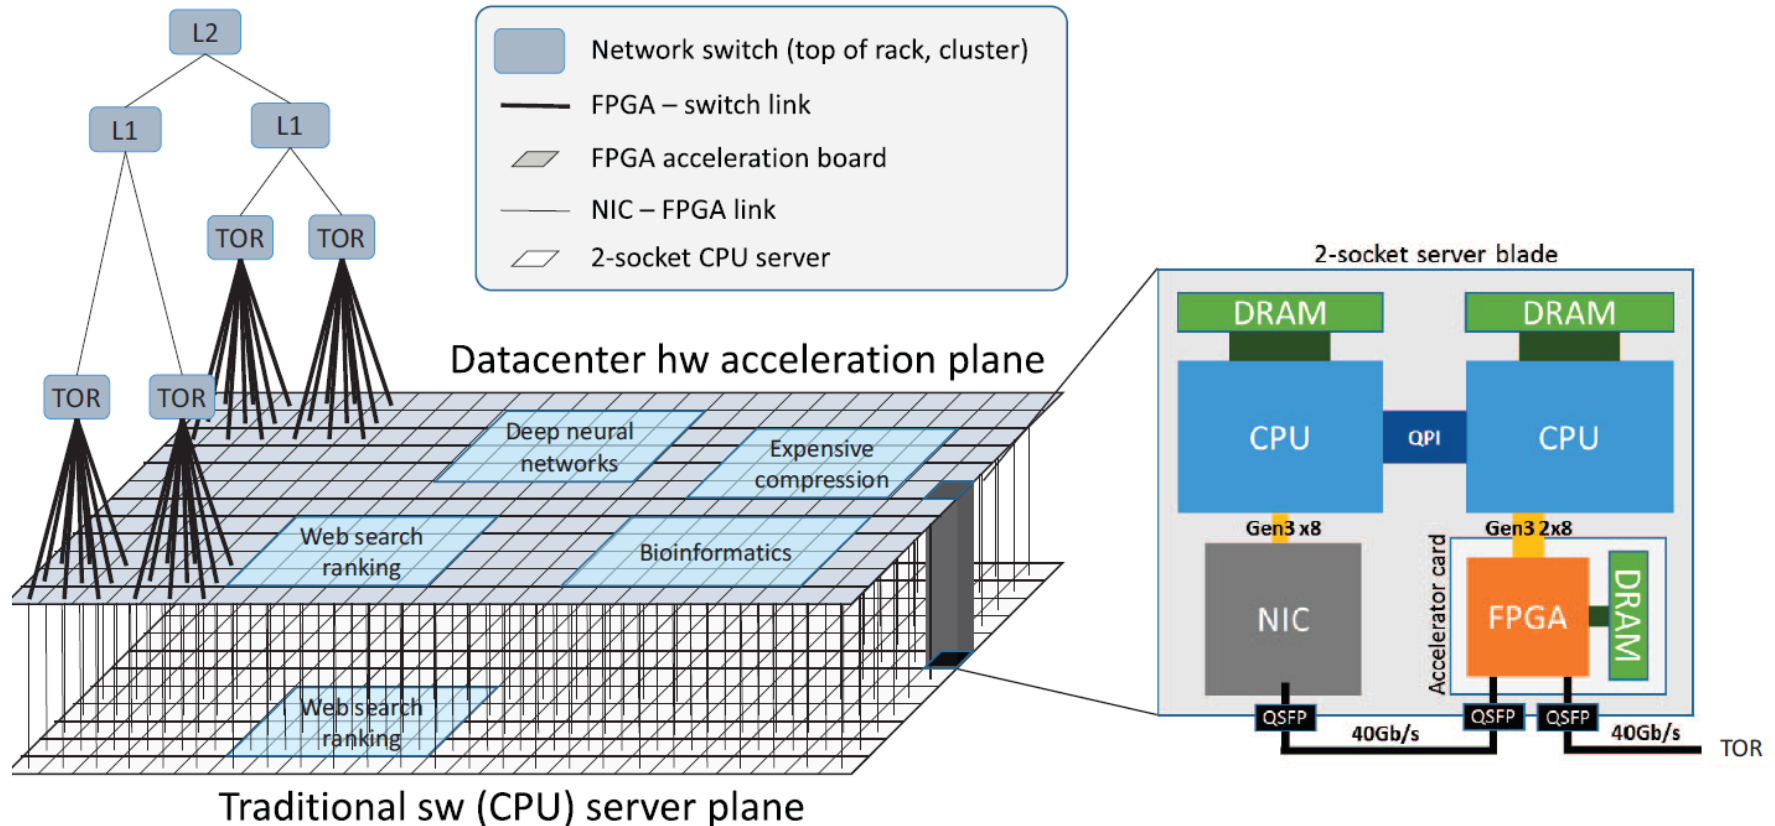 L2
L1
L1
TOR
TOR
TOR
TOR
Network switch (top of rack, cluster)
FPGA – switch link
FPGA acceleration board
NIC – FPGA link
2-socket CPU server
Datacenter hw acceleration plane
Deep neural
networks
Expensive
compression
Web search
ranking
Bioinformatics
Web search
ranking
Traditional sw (CPU) server plane
2-socket server blade
DRAM
DRAM
CPU
QPI
CPU
Gen3 x8
Gen3 2x8
Accelerator card
NIC
FPGA
DRAM
QSFP
QSFP
QSFP
40Gb/s
40Gb/s
TOR